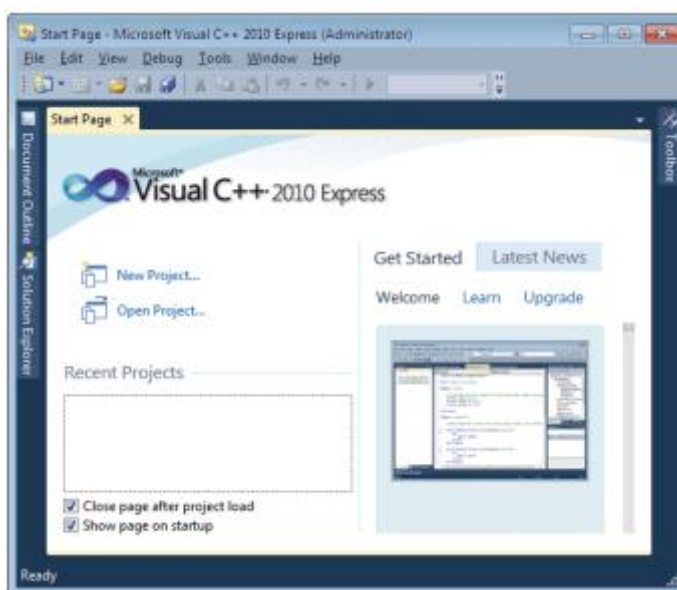 Start Page - Microsoft Visual C++ 2010 Express (Administrator)
File Edit View Debug Tools Window Help
Start Page
Document Outline
Solution Explorer
Toolbox
Microsoft®
Visual C++ 2010 Express
New Project...
Open Project...
Recent Projects
Close page after project load
Show page on startup
Get Started Latest News
Welcome Learn Upgrade
Ready